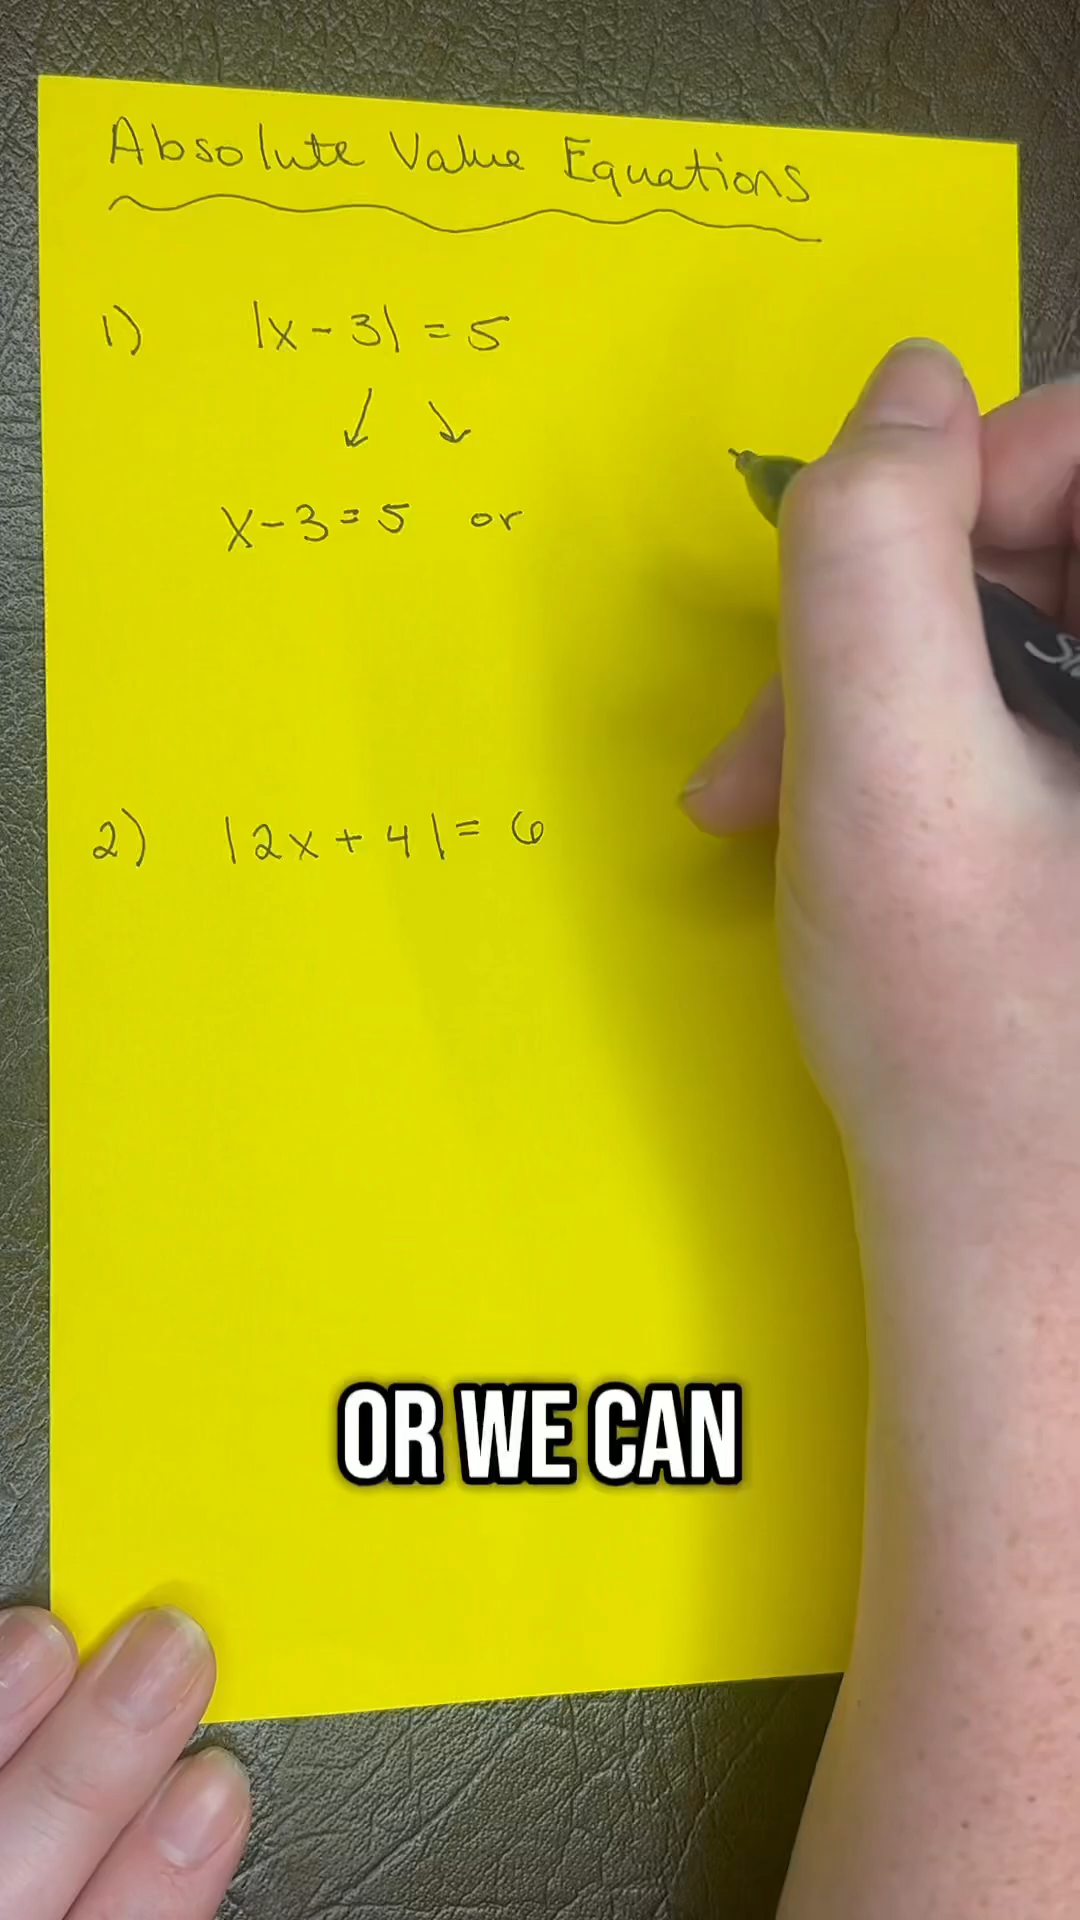 Absolute Value Equations
1) |x - 3| = 5
↙ ↘
x - 3 = 5 or
2) |2x + 4| = 6
OR WE CAN